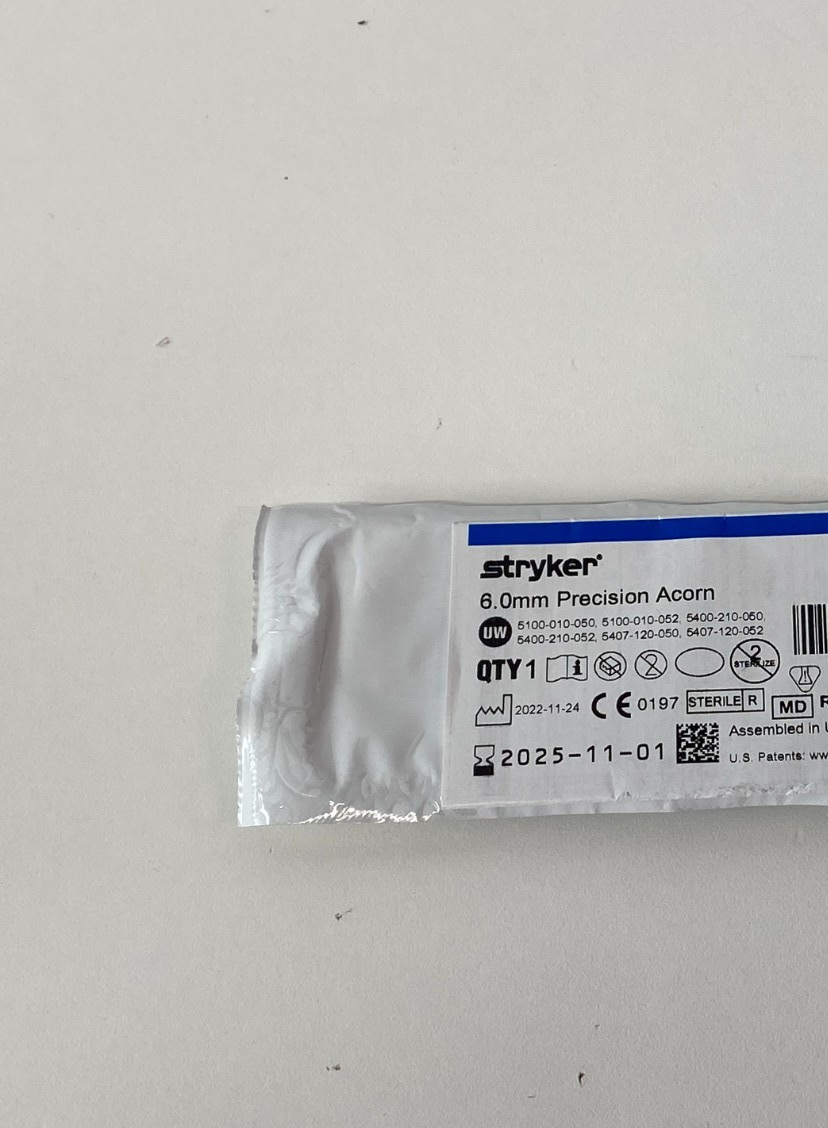 stryker®
6.0mm Precision Acorn
UW 5100-010-050, 5100-010-052, 5400-210-050,
5400-210-052, 5407-120-050, 5407-120-052
QTY 1 i 2 2 STERILIZE
2022-11-24 CE 0197 STERILE R MD R
2025-11-01 Assembled in U
U.S. Patents: ww